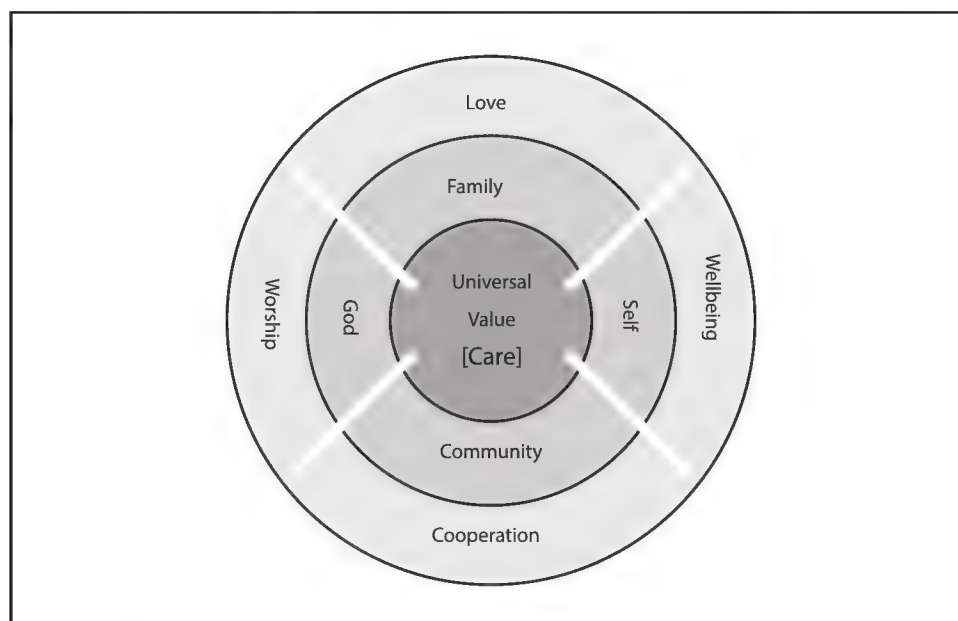 Love
Family
Worship
God
Universal
Value
[Care]
Self
Wellbeing
Community
Cooperation